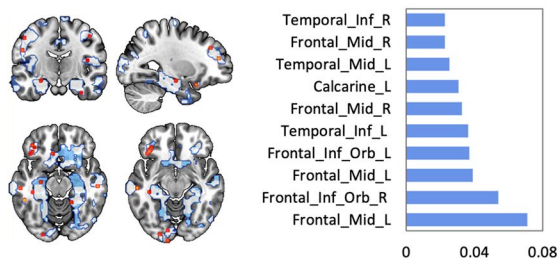 Temporal_Inf_R
Frontal_Mid_R
Temporal_Mid_L
Calcarine_L
Frontal_Mid_R
Temporal_Inf_L
Frontal_Inf_Orb_L
Frontal_Mid_L
Frontal_Inf_Orb_R
Frontal_Mid_L
0 0.04 0.08